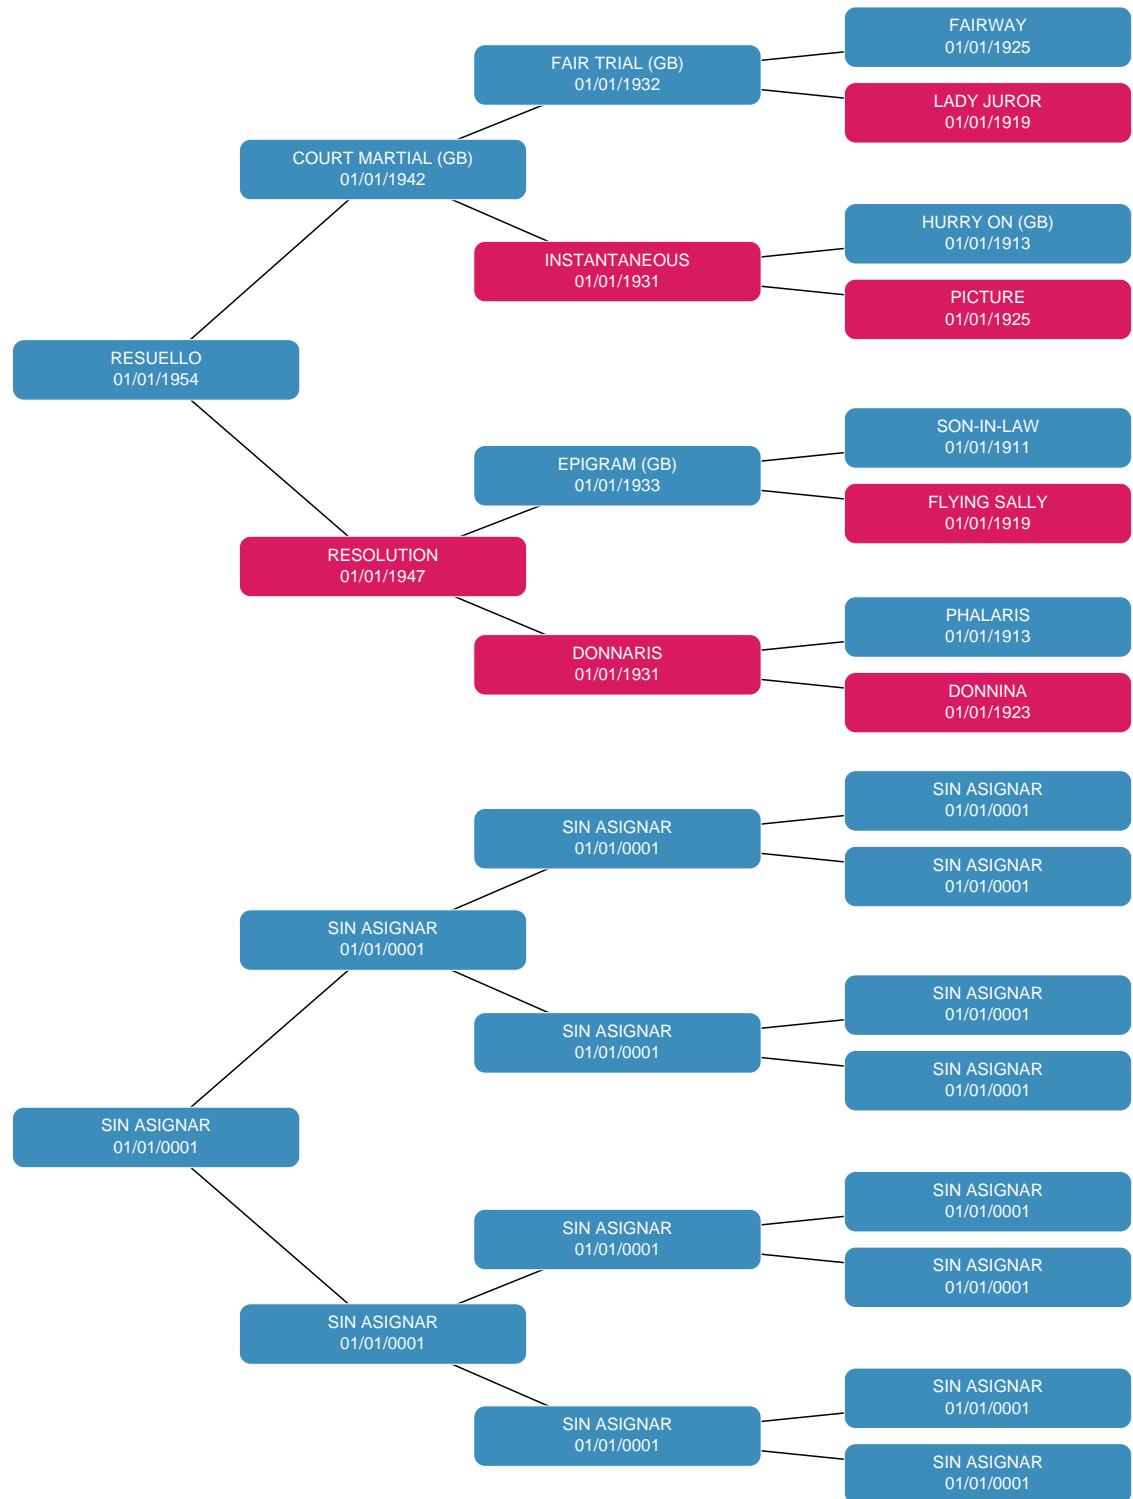 FAIRWAY
01/01/1925
FAIR TRIAL (GB)
01/01/1932
LADY JUROR
01/01/1919
COURT MARTIAL (GB)
01/01/1942
HURRY ON (GB)
01/01/1913
INSTANTANEOUS
01/01/1931
PICTURE
01/01/1925
RESUELLO
01/01/1954
SON-IN-LAW
01/01/1911
EPIGRAM (GB)
01/01/1933
FLYING SALLY
01/01/1919
RESOLUTION
01/01/1947
PHALARIS
01/01/1913
DONNARIS
01/01/1931
DONNINA
01/01/1923
SIN ASIGNAR
01/01/0001
SIN ASIGNAR
01/01/0001
SIN ASIGNAR
01/01/0001
SIN ASIGNAR
01/01/0001
SIN ASIGNAR
01/01/0001
SIN ASIGNAR
01/01/0001
SIN ASIGNAR
01/01/0001
SIN ASIGNAR
01/01/0001
SIN ASIGNAR
01/01/0001
SIN ASIGNAR
01/01/0001
SIN ASIGNAR
01/01/0001
SIN ASIGNAR
01/01/0001
SIN ASIGNAR
01/01/0001
SIN ASIGNAR
01/01/0001
SIN ASIGNAR
01/01/0001